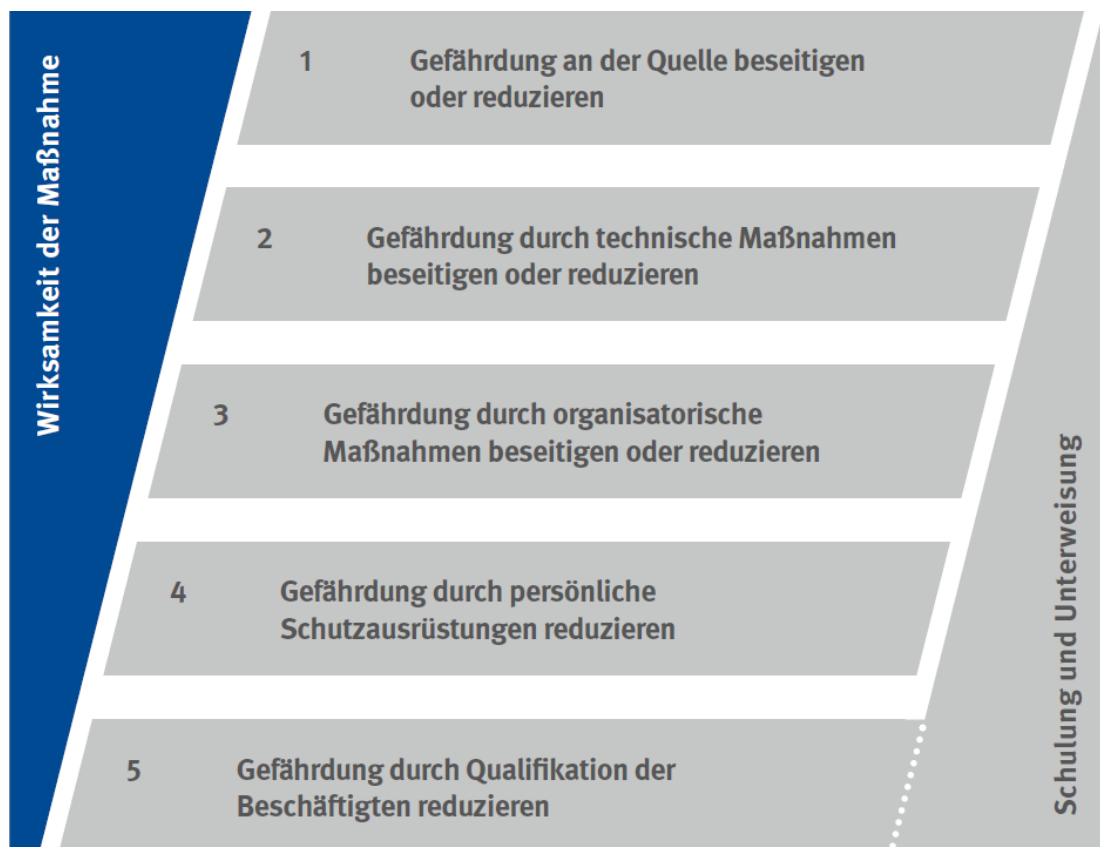 Wirksamkeit der Maßnahme
1 Gefährdung an der Quelle beseitigen
oder reduzieren
2 Gefährdung durch technische Maßnahmen
beseitigen oder reduzieren
3 Gefährdung durch organisatorische
Maßnahmen beseitigen oder reduzieren
4 Gefährdung durch persönliche
Schutzausrüstungen reduzieren
5 Gefährdung durch Qualifikation der
Beschäftigten reduzieren
Schulung und Unterweisung